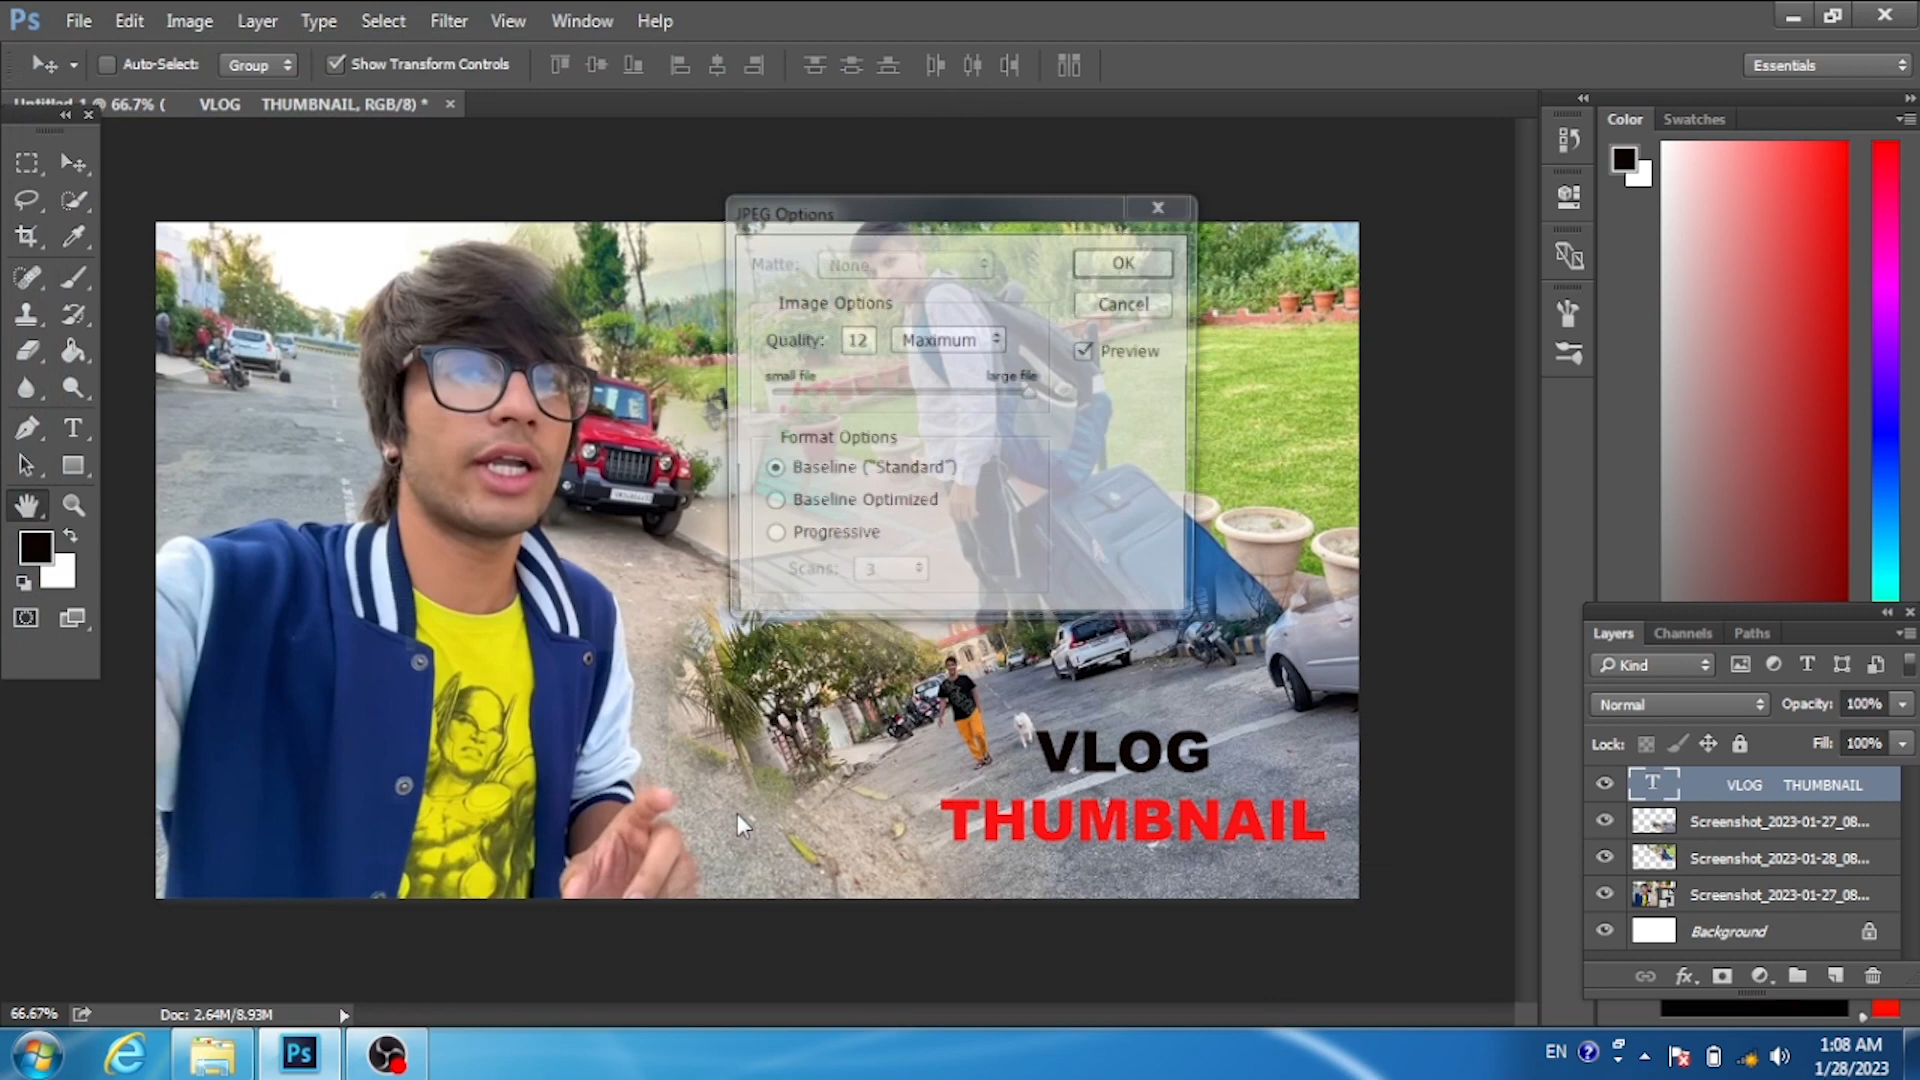 Ps File Edit Image Layer Type Select Filter View Window Help
Auto-Select: Group Show Transform Controls Essentials
Untitled-1 @ 66.7% ( VLOG THUMBNAIL, RGB/8) *
Color Swatches
JPEG Options
Matte: None
OK
Image Options
Cancel
Quality: 12 Maximum
Preview
small file large file
Format Options
Baseline ("Standard")
Baseline Optimized
Progressive
Scans: 3
VLOG
THUMBNAIL
Layers Channels Paths
Kind
Normal Opacity: 100%
Lock: Fill: 100%
T VLOG THUMBNAIL
Screenshot_2023-01-27_08...
Screenshot_2023-01-28_08...
Screenshot_2023-01-27_08...
Background
fx
66.67% Doc: 2.64M/8.93M
Ps
EN 1:08 AM
1/28/2023